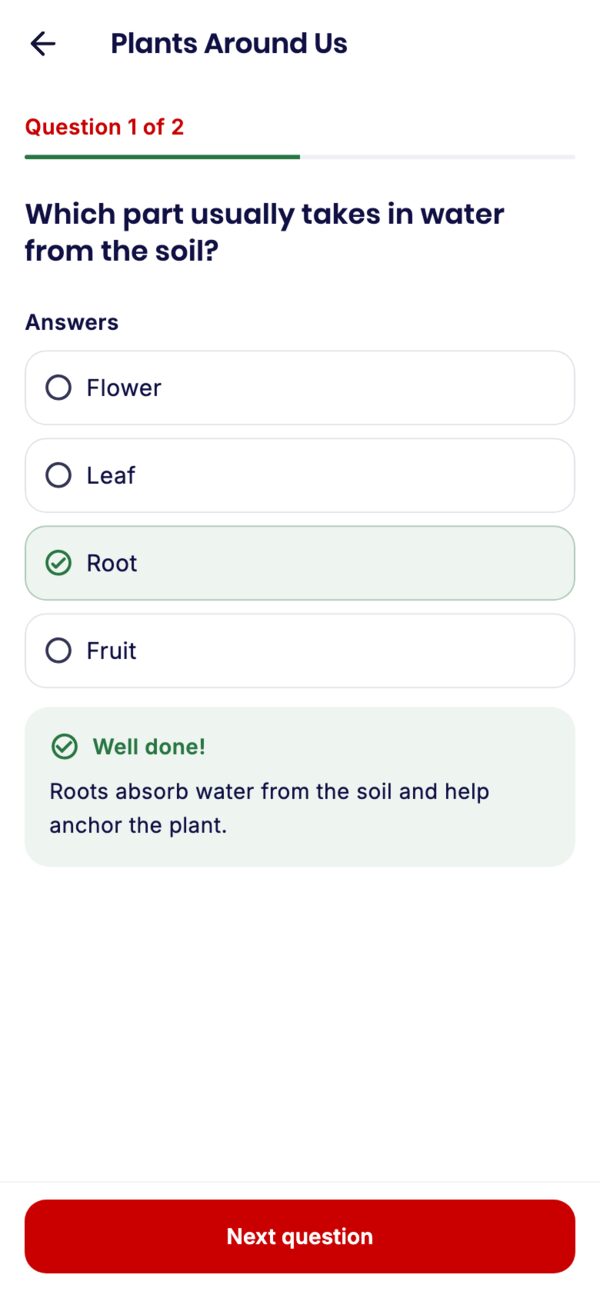 Plants Around Us
Question 1 of 2
Which part usually takes in water
from the soil?
Answers
Flower
Leaf
Root
Fruit
Well done!
Roots absorb water from the soil and help
anchor the plant.
Next question